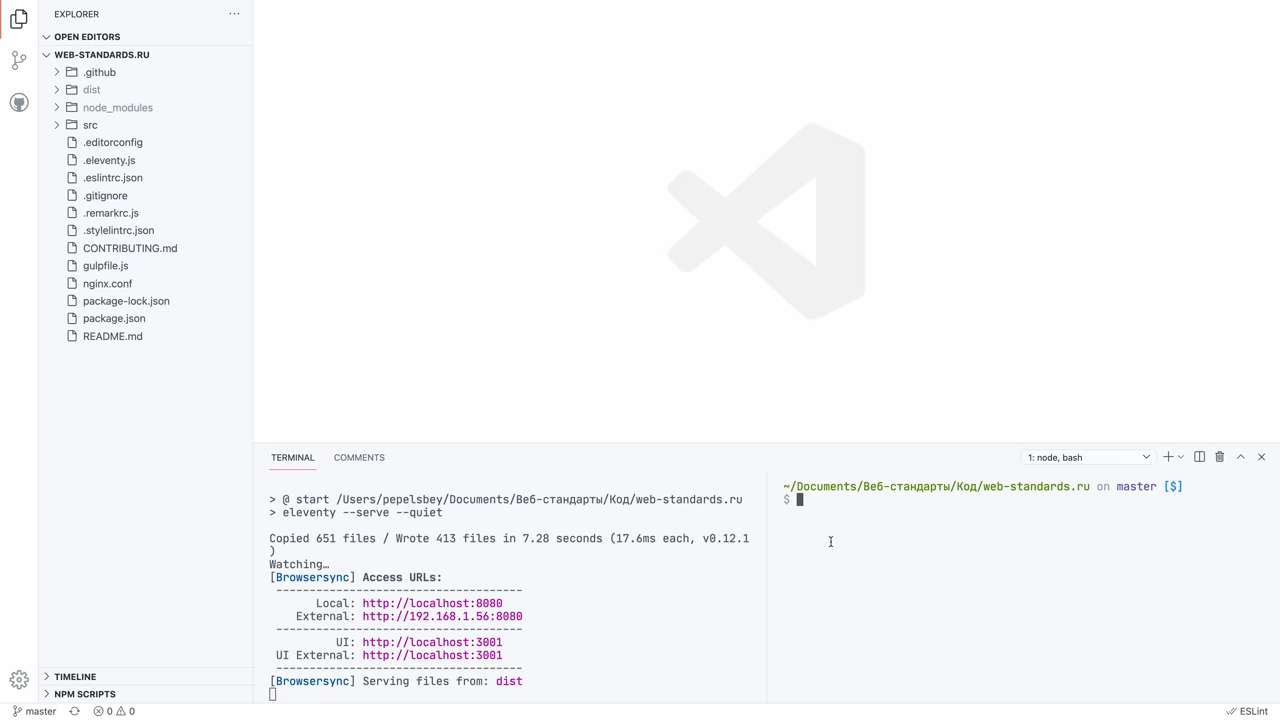 EXPLORER
OPEN EDITORS
WEB-STANDARDS.RU
.github
dist
node_modules
src
.editorconfig
.eleventy.js
.eslintrc.json
.gitignore
.remarkrc.js
.stylelintrc.json
CONTRIBUTING.md
gulpfile.js
nginx.conf
package-lock.json
package.json
README.md
TIMELINE
NPM SCRIPTS
TERMINAL COMMENTS
1: node, bash
> @ start /Users/pepelsbey/Documents/Веб-стандарты/Код/web-standards.ru
> eleventy --serve --quiet
Copied 651 files / Wrote 413 files in 7.28 seconds (17.6ms each, v0.12.1
)
Watching…
[Browsersync] Access URLs:
--------------------------------------
Local: http://localhost:8080
External: http://192.168.1.56:8080
--------------------------------------
UI: http://localhost:3001
UI External: http://localhost:3001
--------------------------------------
[Browsersync] Serving files from: dist
~/Documents/Веб-стандарты/Код/web-standards.ru on master [$]
$
master 0 0 ESLint